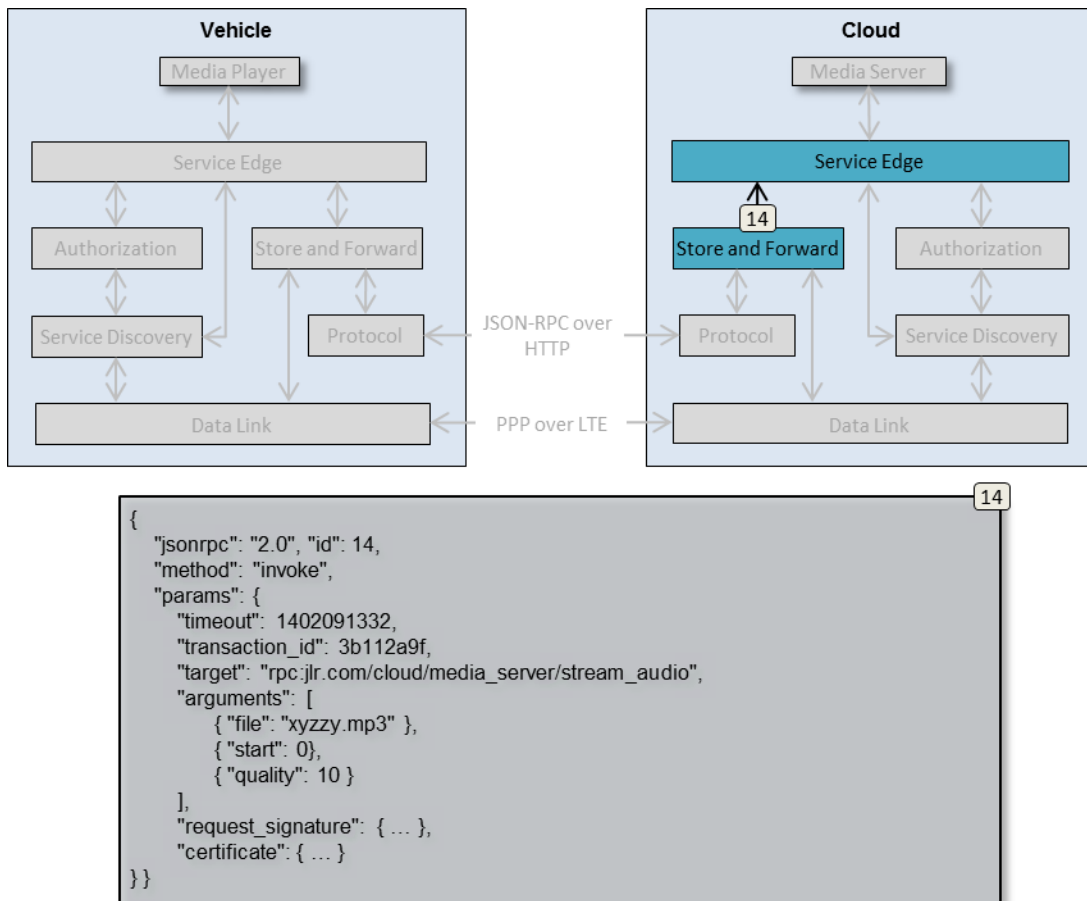 Vehicle
Media Player
Service Edge
Authorization
Store and Forward
Service Discovery
Protocol
Data Link
JSON-RPC over
HTTP
PPP over LTE
Cloud
Media Server
Service Edge
14
Store and Forward
Authorization
Protocol
Service Discovery
Data Link
14
{
"jsonrpc": "2.0", "id": 14,
"method": "invoke",
"params": {
"timeout": 1402091332,
"transaction_id": 3b112a9f,
"target": "rpc:jlr.com/cloud/media_server/stream_audio",
"arguments": [
{ "file": "xyzzy.mp3" },
{ "start": 0},
{ "quality": 10 }
],
"request_signature": { … },
"certificate": { … }
} }